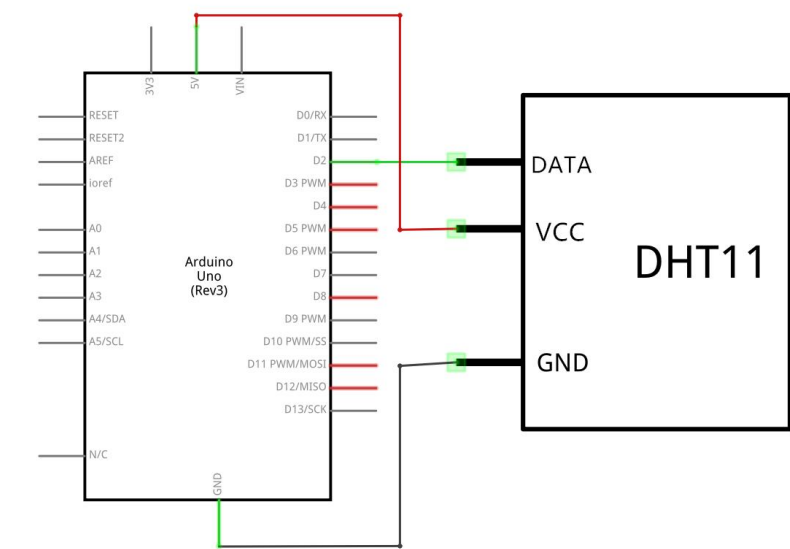 3V3
5V
VIN
RESET
RESET2
AREF
ioref
A0
A1
A2
A3
A4/SDA
A5/SCL
N/C
Arduino
Uno
(Rev3)
D0/RX
D1/TX
D2
D3 PWM
D4
D5 PWM
D6 PWM
D7
D8
D9 PWM
D10 PWM/SS
D11 PWM/MOSI
D12/MISO
D13/SCK
GND
DATA
VCC
DHT11
GND